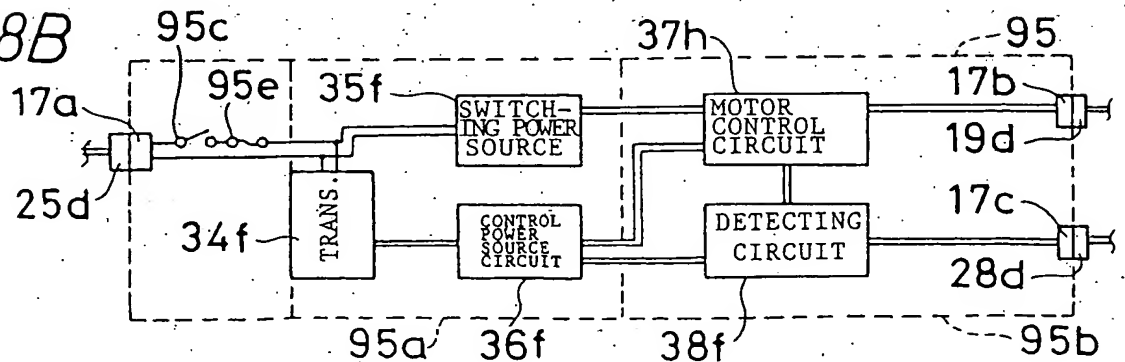 8B
95c
95e
17a
25d
34f
TRANS.
35f
SWITCH-
ING POWER
SOURCE
CONTROL
POWER
SOURCE
CIRCUIT
95a
36f
37h
MOTOR
CONTROL
CIRCUIT
DETECTING
CIRCUIT
38f
95
17b
19d
17c
28d
95b